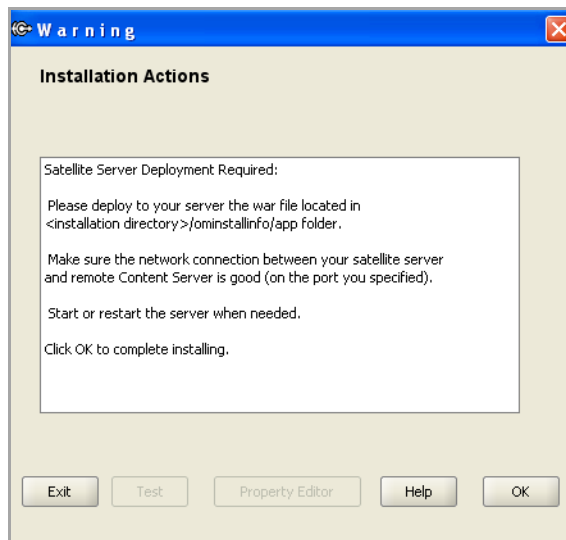 Warning
Installation Actions
Satellite Server Deployment Required:
Please deploy to your server the war file located in
<installation directory>/ominstallinfo/app folder.
Make sure the network connection between your satellite server
and remote Content Server is good (on the port you specified).
Start or restart the server when needed.
Click OK to complete installing.
Exit Test Property Editor Help OK